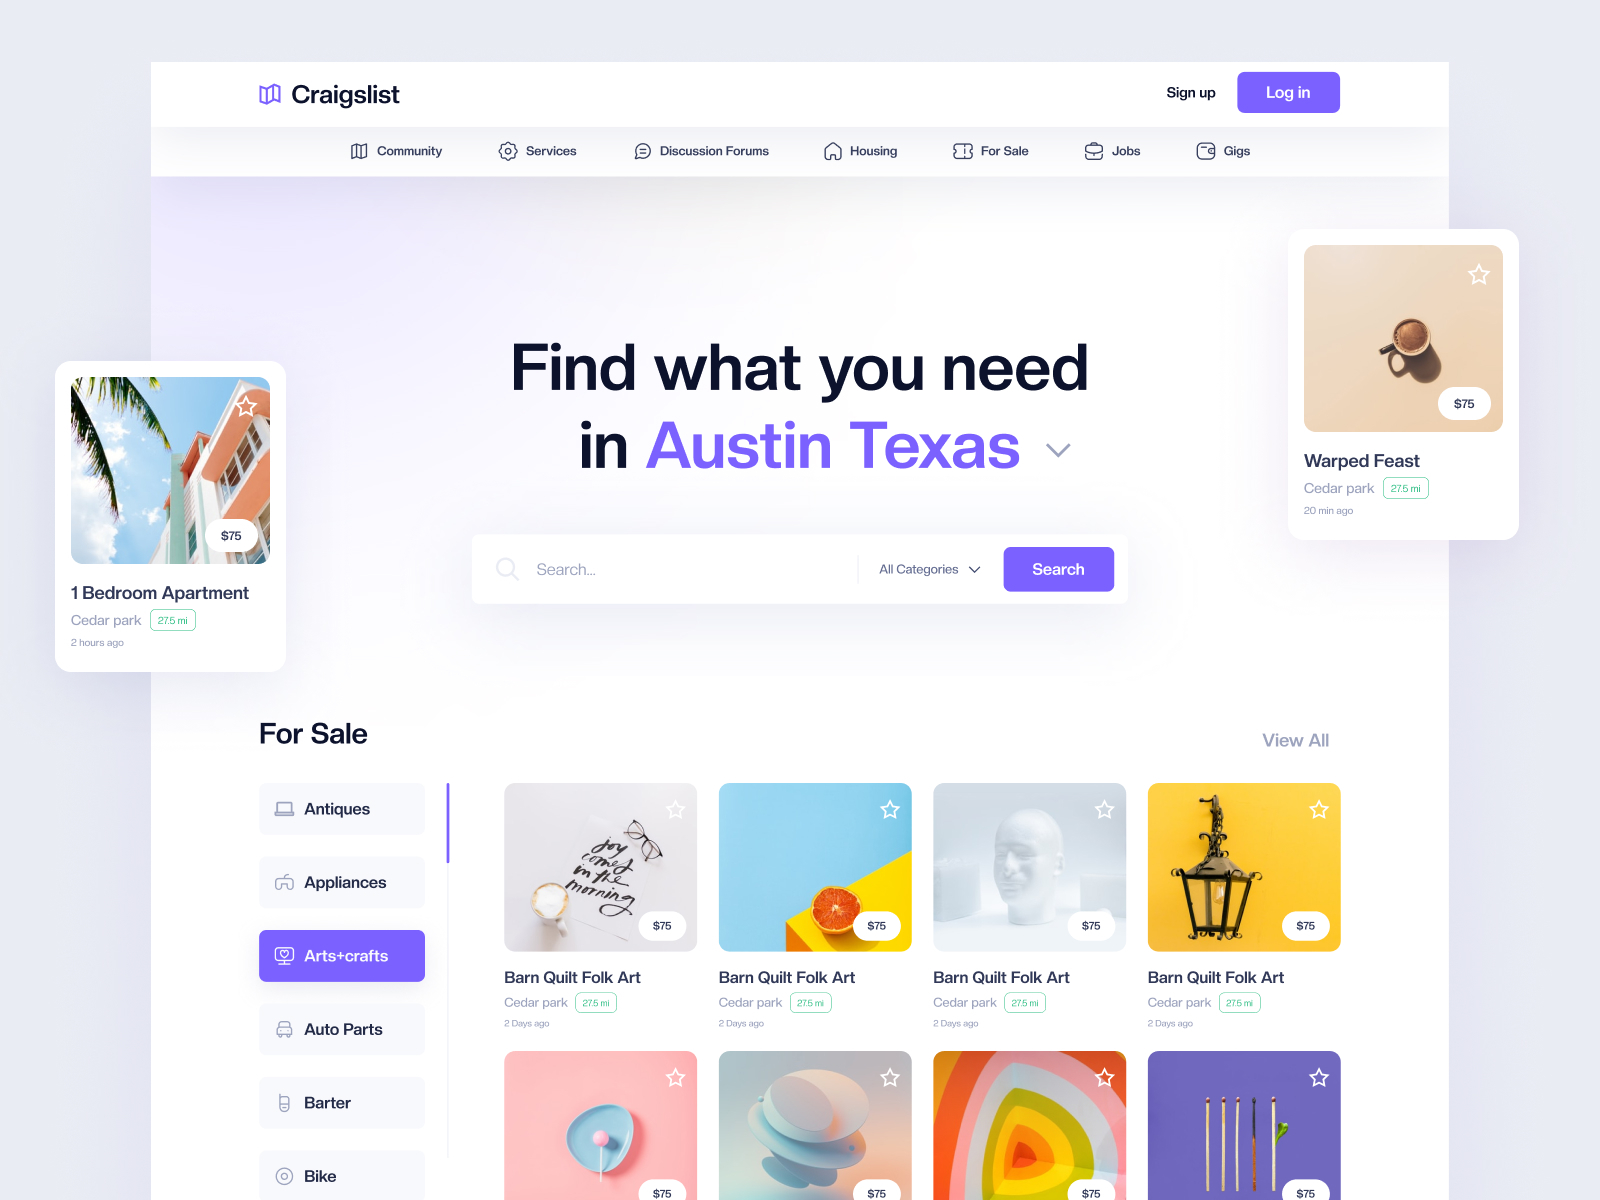 Craigslist
Sign up
Log in
Community
Services
Discussion Forums
Housing
For Sale
Jobs
Gigs
Find what you need
in Austin Texas
Search...
All Categories
Search
$75
1 Bedroom Apartment
Cedar park 27.5 mi
2 hours ago
$75
Warped Feast
Cedar park 27.5 mi
20 min ago
For Sale
View All
Antiques
Appliances
Arts+crafts
Auto Parts
Barter
Bike
joy
comes
in the
morning
$75
Barn Quilt Folk Art
Cedar park 27.5 mi
2 Days ago
$75
Barn Quilt Folk Art
Cedar park 27.5 mi
2 Days ago
$75
Barn Quilt Folk Art
Cedar park 27.5 mi
2 Days ago
$75
Barn Quilt Folk Art
Cedar park 27.5 mi
2 Days ago
$75
$75
$75
$75